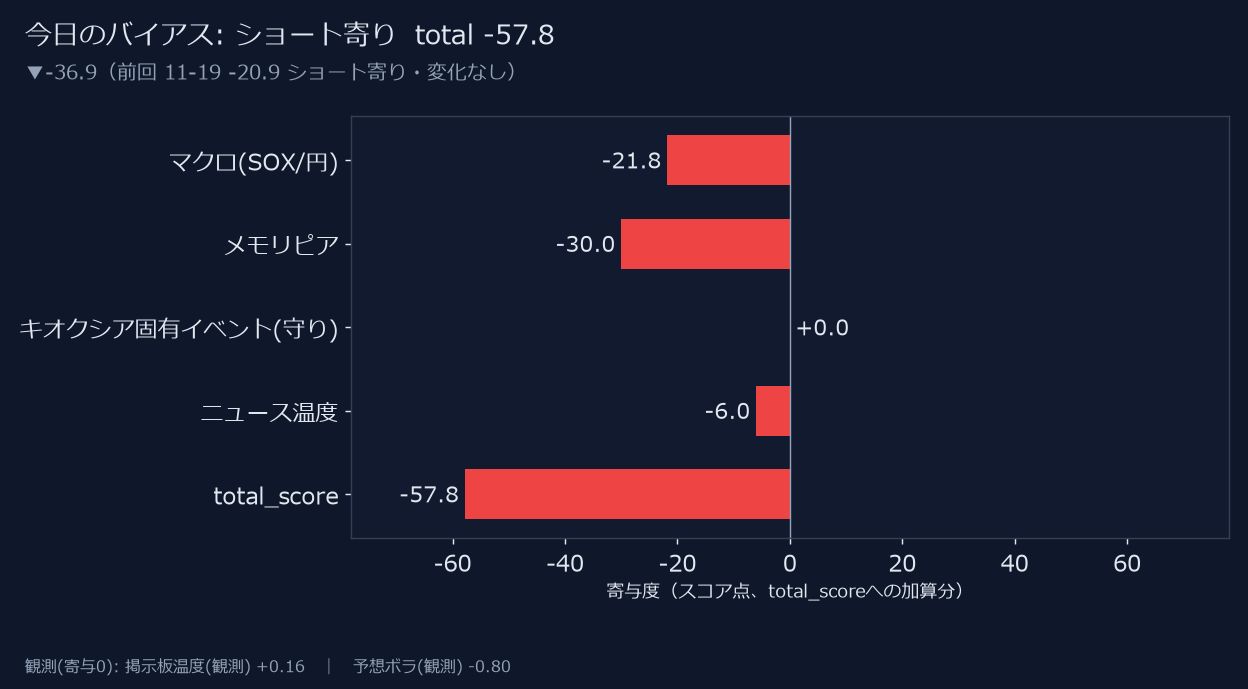 今日のバイアス: ショート寄り total -57.8
▼-36.9（前回 11-19 -20.9 ショート寄り・変化なし）
マクロ(SOX/円) -21.8
メモリピア -30.0
キオクシア固有イベント(守り) +0.0
ニュース温度 -6.0
total_score -57.8
-60 -40 -20 0 20 40 60
寄与度（スコア点、total_scoreへの加算分）
観測(寄与0): 掲示板温度(観測) +0.16 | 予想ボラ(観測) -0.80